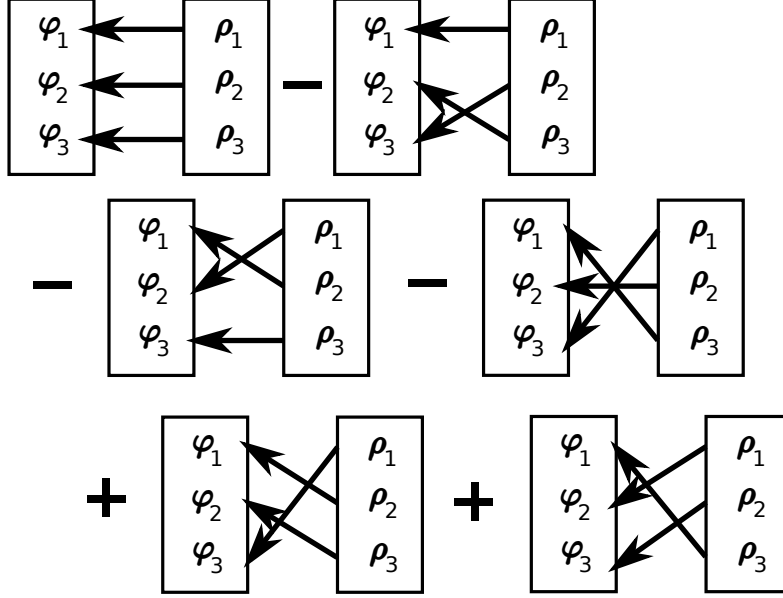 φ1 ρ1 φ1 ρ1
φ2 ρ2 − φ2 ρ2
φ3 ρ3 φ3 ρ3
φ1 ρ1 φ1 ρ1
− φ2 ρ2 − φ2 ρ2
φ3 ρ3 φ3 ρ3
φ1 ρ1 φ1 ρ1
+ φ2 ρ2 + φ2 ρ2
φ3 ρ3 φ3 ρ3